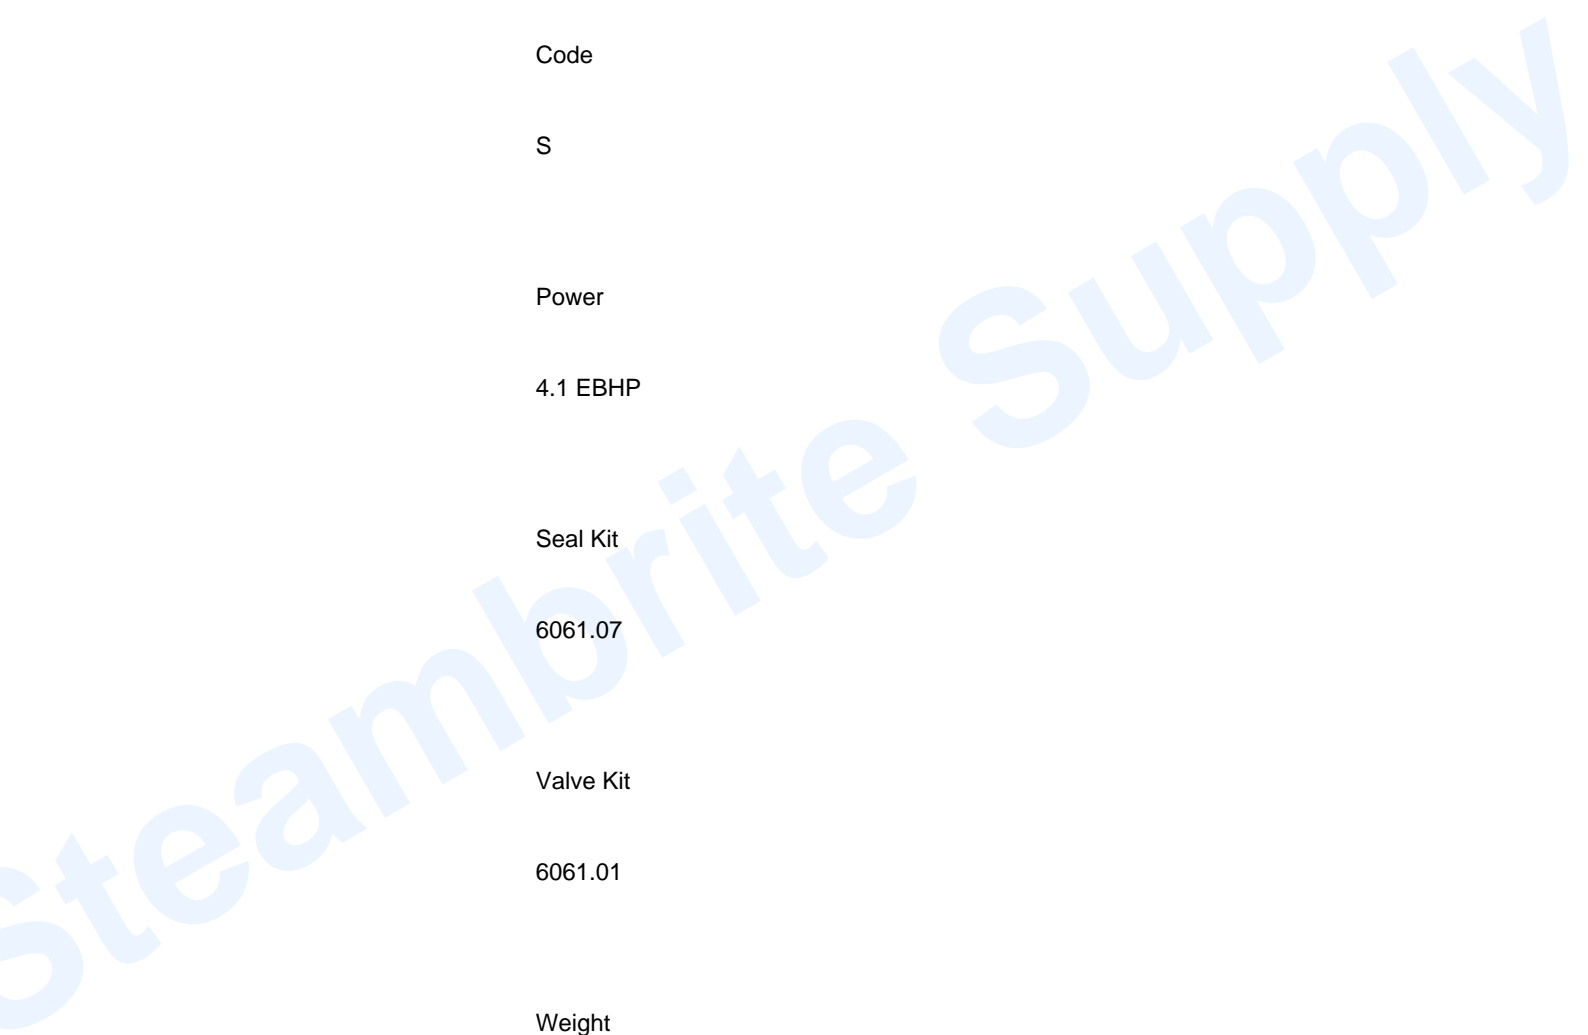 Code
S
Power
4.1 EBHP
Seal Kit
6061.07
Valve Kit
6061.01
Weight
Steambrite Supply